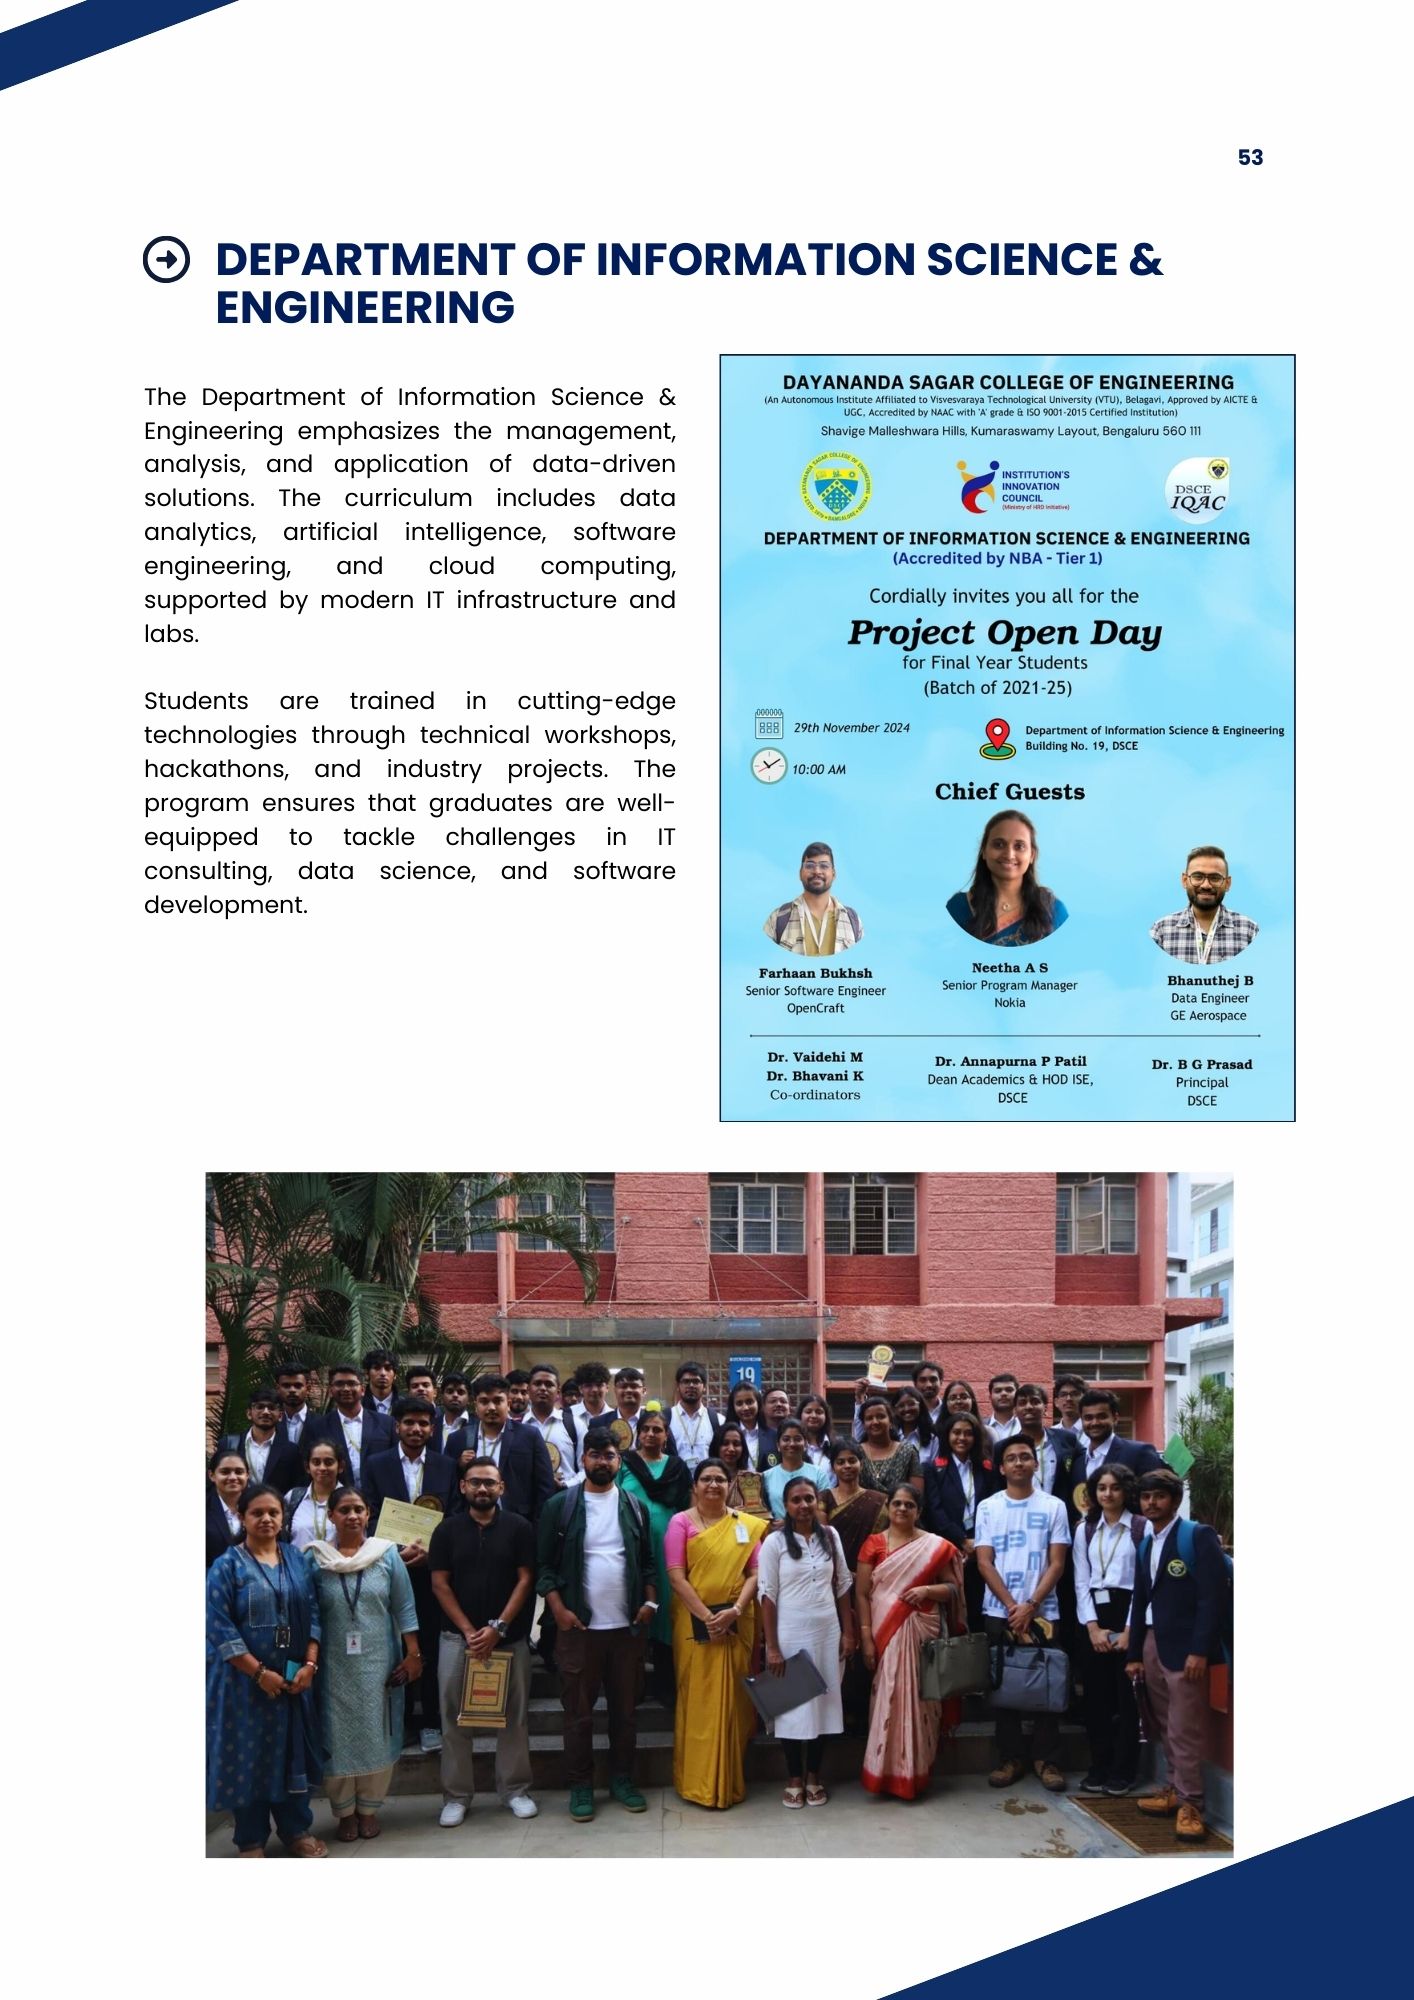 53
DEPARTMENT OF INFORMATION SCIENCE &
ENGINEERING
The Department of Information Science &
Engineering emphasizes the management,
analysis, and application of data-driven
solutions. The curriculum includes data
analytics, artificial intelligence, software
engineering, and cloud computing,
supported by modern IT infrastructure and
labs.
Students are trained in cutting-edge
technologies through technical workshops,
hackathons, and industry projects. The
program ensures that graduates are well-
equipped to tackle challenges in IT
consulting, data science, and software
development.
DAYANANDA SAGAR COLLEGE OF ENGINEERING
(An Autonomous Institute Affiliated to Visvesvaraya Technological University (VTU), Belagavi, Approved by AICTE &
UGC, Accredited by NAAC with 'A' grade & ISO 9001-2015 Certified Institution)
Shavige Malleshwara Hills, Kumaraswamy Layout, Bengaluru 560 111
DAYANANDA SAGAR COLLEGE OF ENGINEERING
DSCE
INSTITUTION'S
INNOVATION
COUNCIL
(Ministry of HRD Initiative)
DSCE
IQAC
DEPARTMENT OF INFORMATION SCIENCE & ENGINEERING
(Accredited by NBA - Tier 1)
Cordially invites you all for the
Project Open Day
for Final Year Students
(Batch of 2021-25)
29th November 2024
10:00 AM
Department of Information Science & Engineering
Building No. 19, DSCE
Chief Guests
Farhaan Bukhsh
Senior Software Engineer
OpenCraft
Neetha A S
Senior Program Manager
Nokia
Bhanuthej B
Data Engineer
GE Aerospace
Dr. Vaidehi M
Dr. Bhavani K
Co-ordinators
Dr. Annapurna P Patil
Dean Academics & HOD ISE,
DSCE
Dr. B G Prasad
Principal
DSCE
19